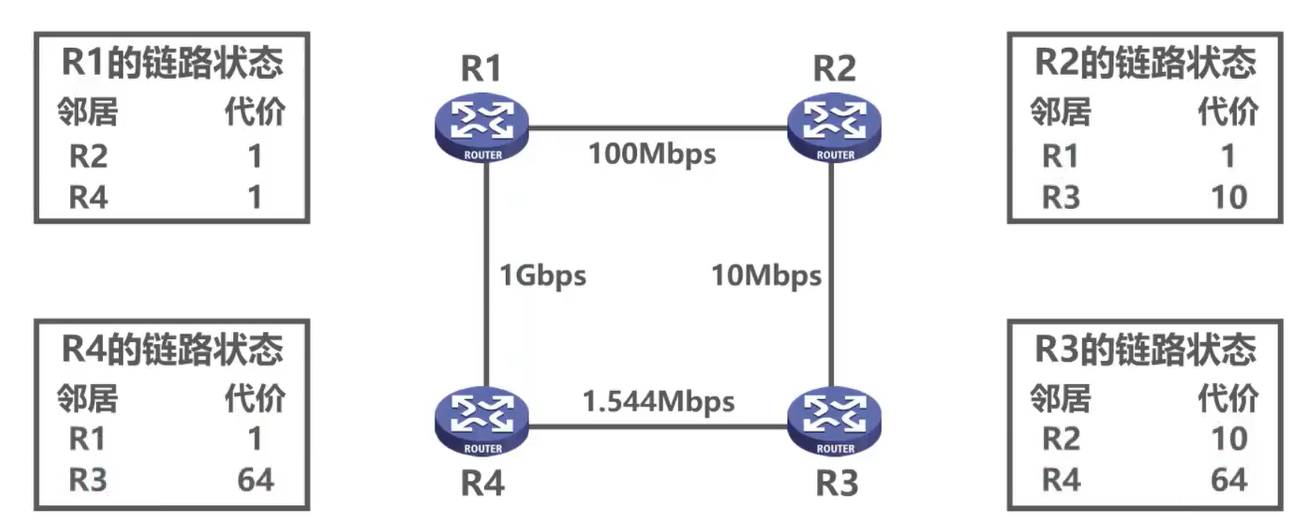 R1的链路状态
邻居 代价
R2 1
R4 1
R1
ROUTER
100Mbps
R2
ROUTER
R2的链路状态
邻居 代价
R1 1
R3 10
1Gbps
10Mbps
R4的链路状态
邻居 代价
R1 1
R3 64
ROUTER
R4
1.544Mbps
ROUTER
R3
R3的链路状态
邻居 代价
R2 10
R4 64